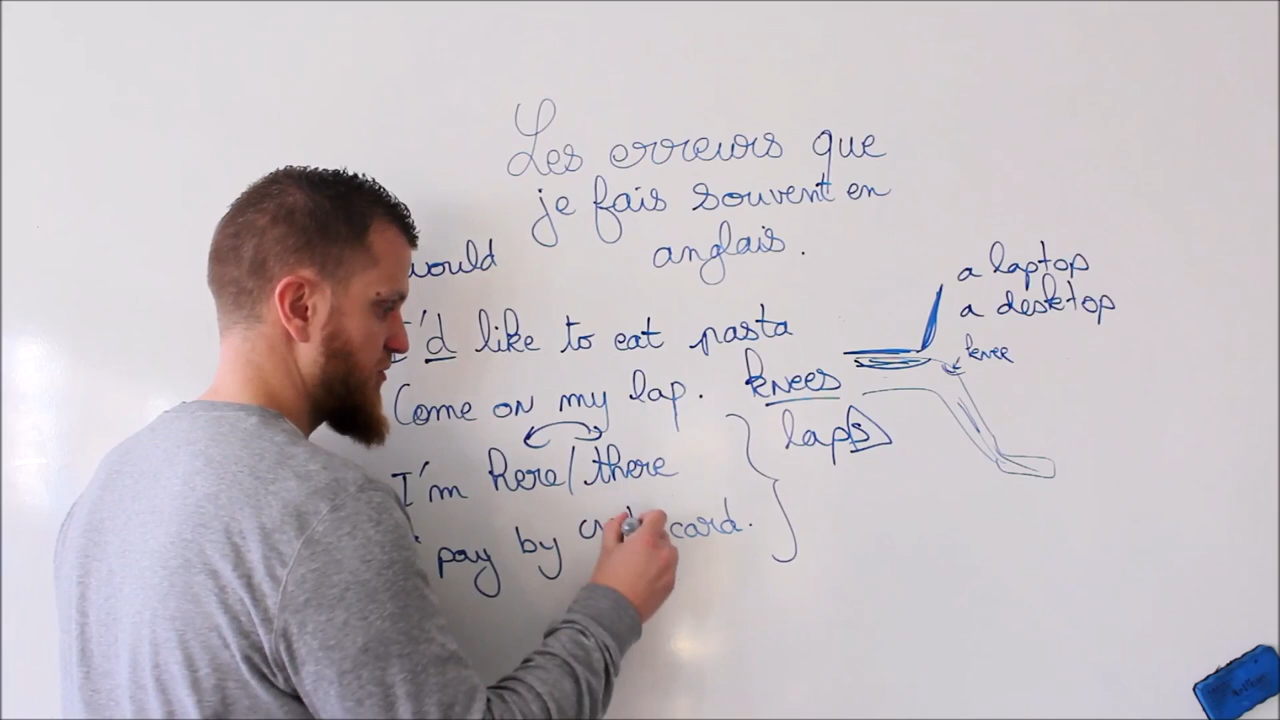 Les erreurs que
je fais souvent en
anglais.
would
I'd like to eat pasta
Come on my lap. knees
lap(s)
I'm here/there
pay by card.
a laptop
a desktop
knee